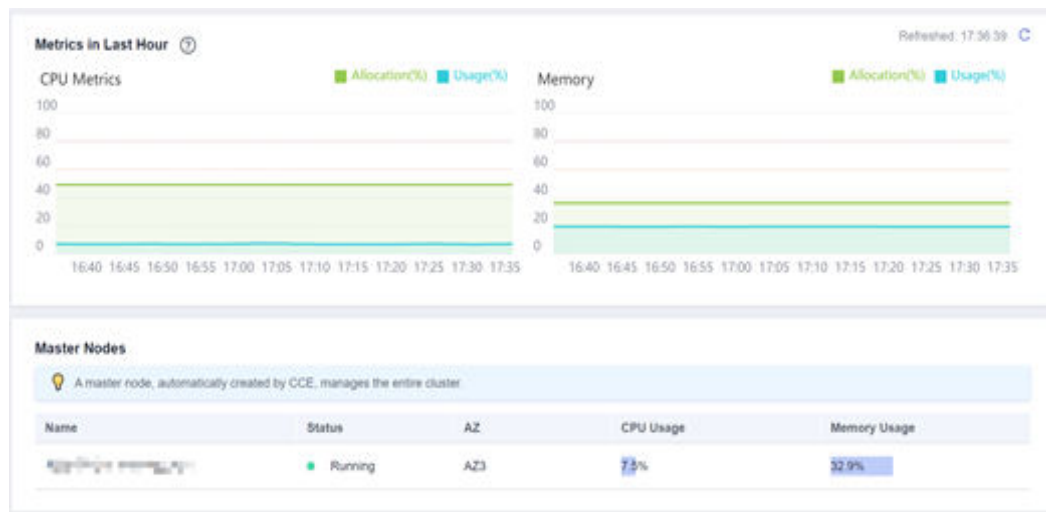 Metrics in Last Hour ?
Refreshed: 17:36:39
CPU Metrics
Allocation(%) Usage(%)
100
80
60
40
20
0
16:40 16:45 16:50 16:55 17:00 17:05 17:10 17:15 17:20 17:25 17:30 17:35
Memory
Allocation(%) Usage(%)
100
80
60
40
20
0
16:40 16:45 16:50 16:55 17:00 17:05 17:10 17:15 17:20 17:25 17:30 17:35
Master Nodes
A master node, automatically created by CCE, manages the entire cluster.
Name Status AZ CPU Usage Memory Usage
Running AZ3 7.5% 32.9%